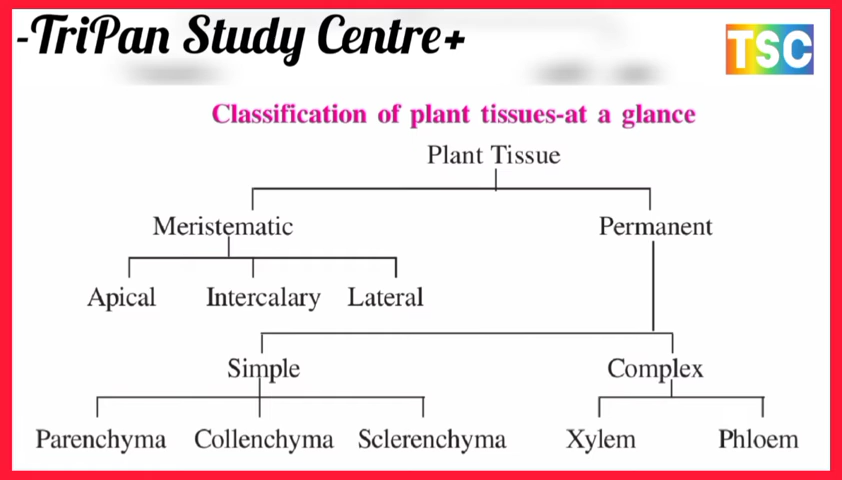 -TriPan Study Centre+
TSC
Classification of plant tissues-at a glance
Plant Tissue
Meristematic Permanent
Apical Intercalary Lateral
Simple Complex
Parenchyma Collenchyma Sclerenchyma Xylem Phloem